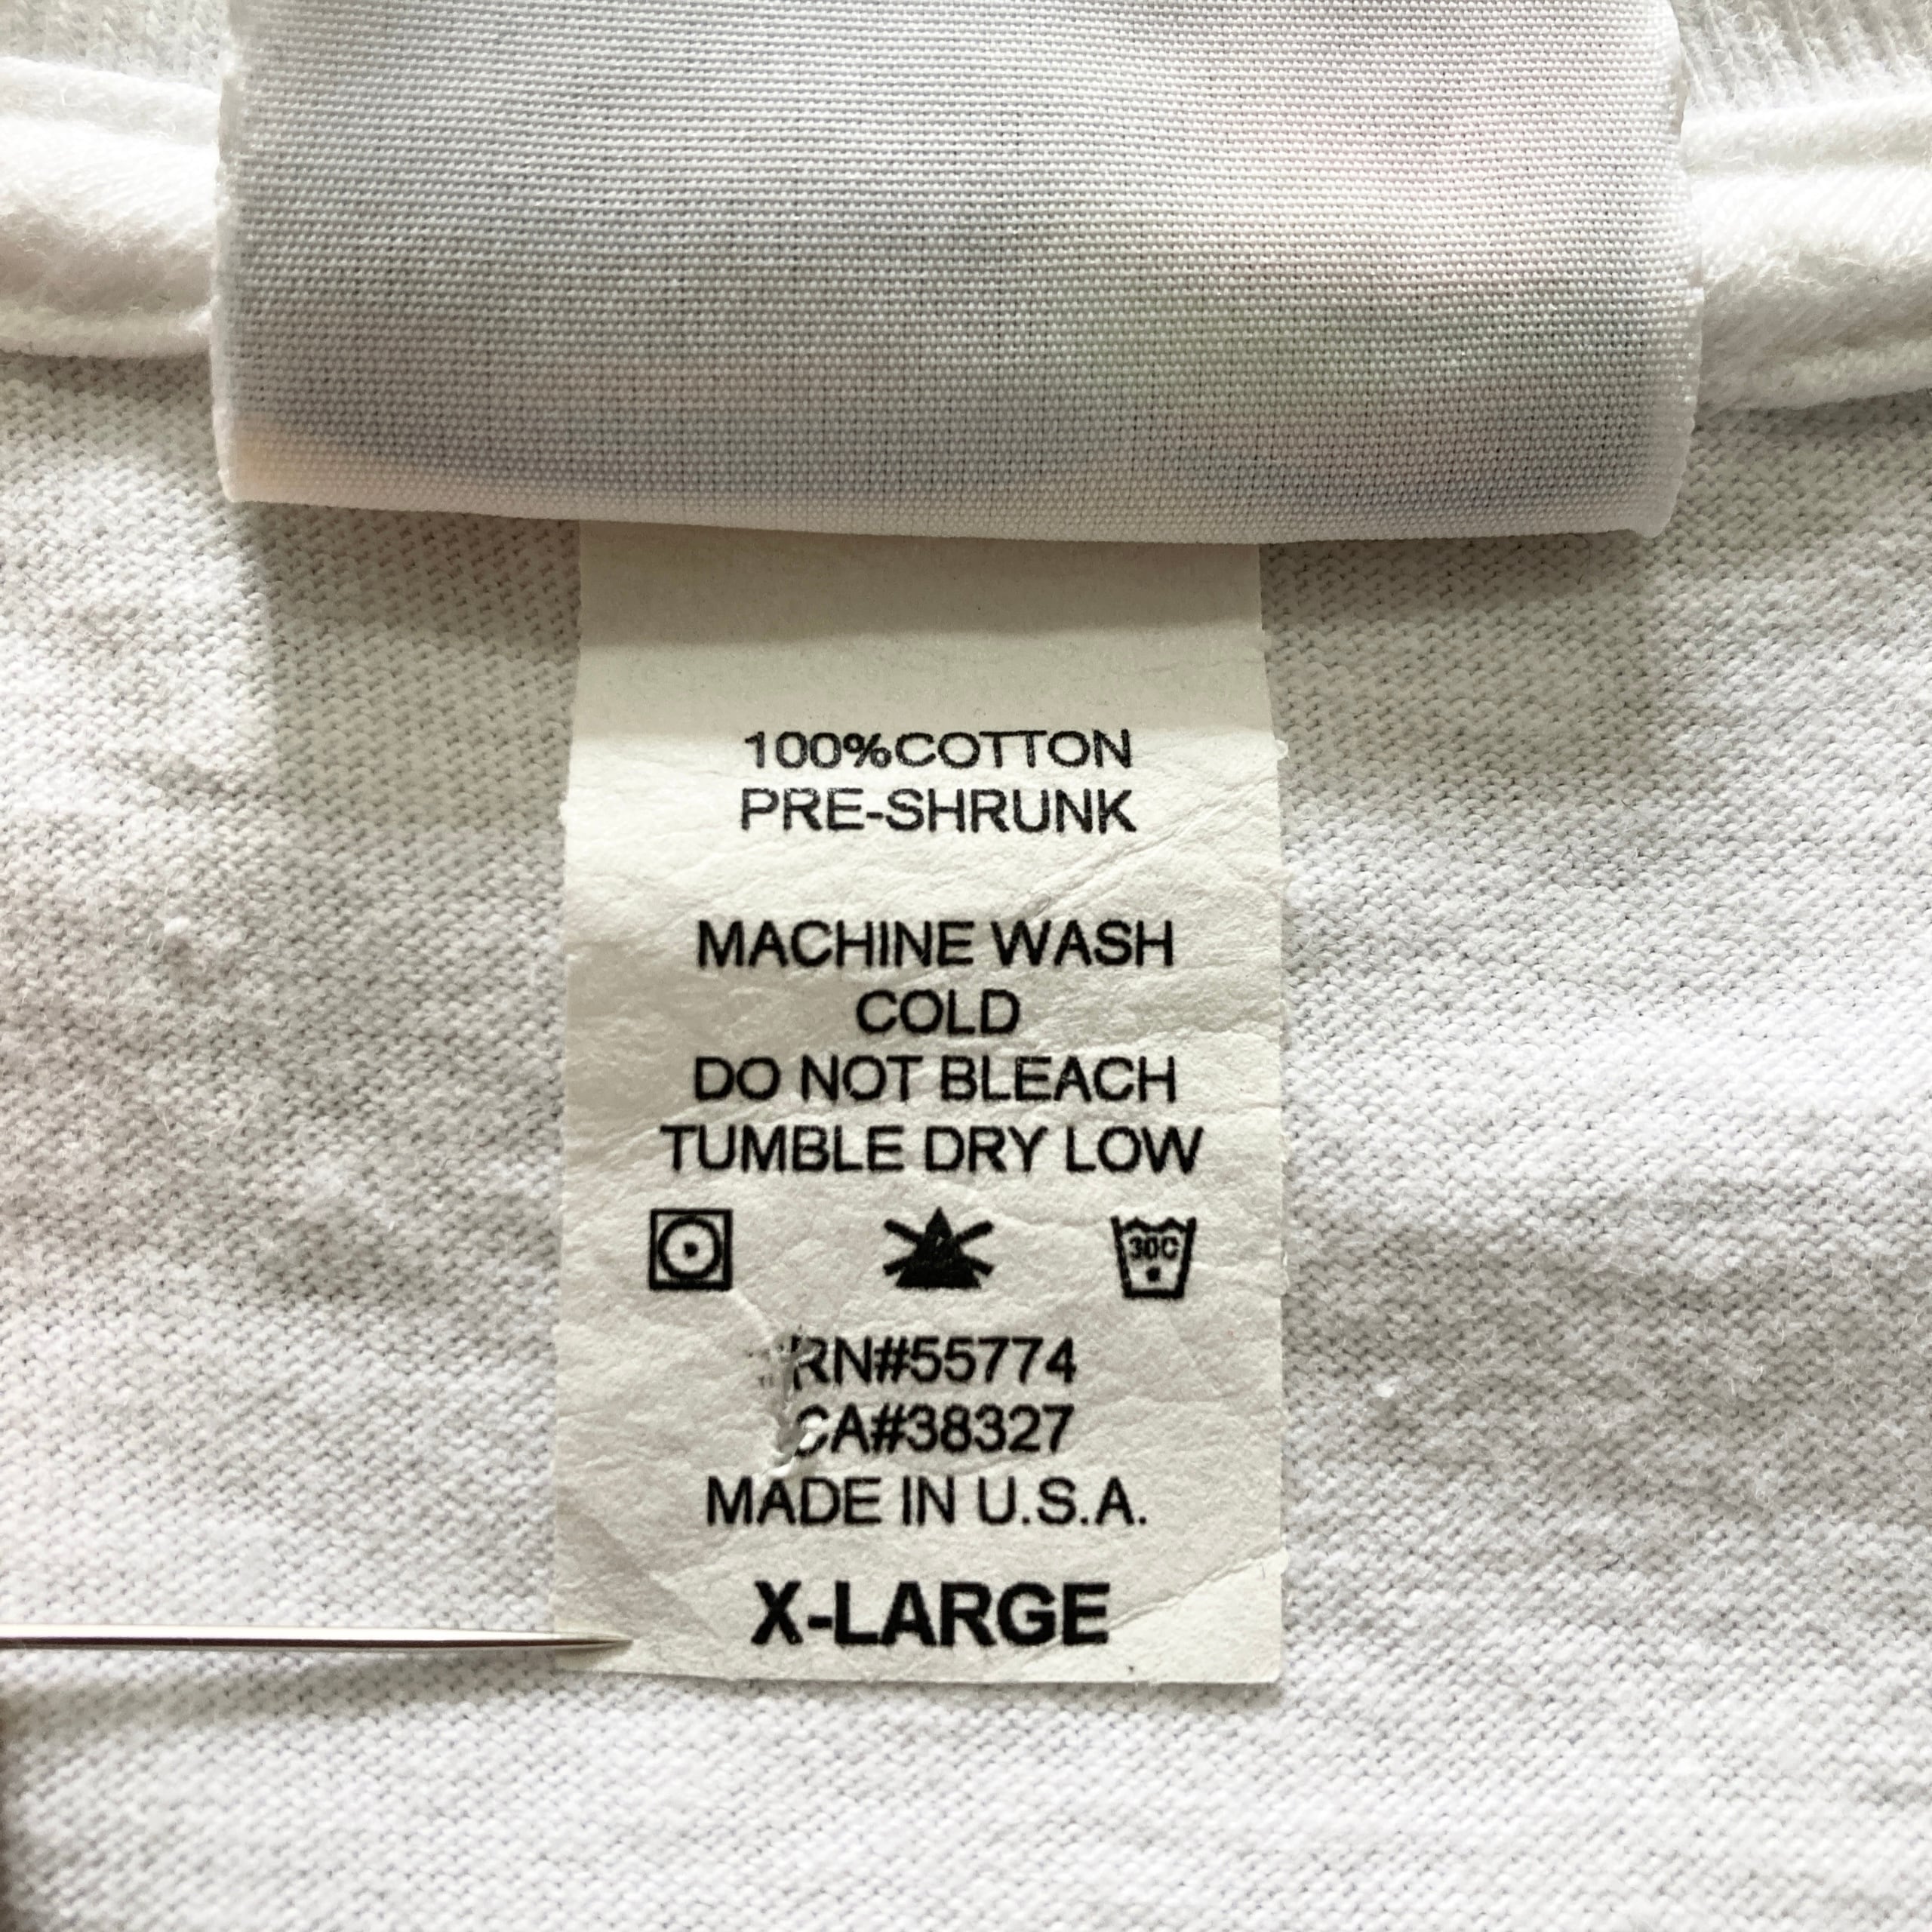 100%COTTON
PRE-SHRUNK
MACHINE WASH
COLD
DO NOT BLEACH
TUMBLE DRY LOW
30C
RN#55774
CA#38327
MADE IN U.S.A.
X-LARGE